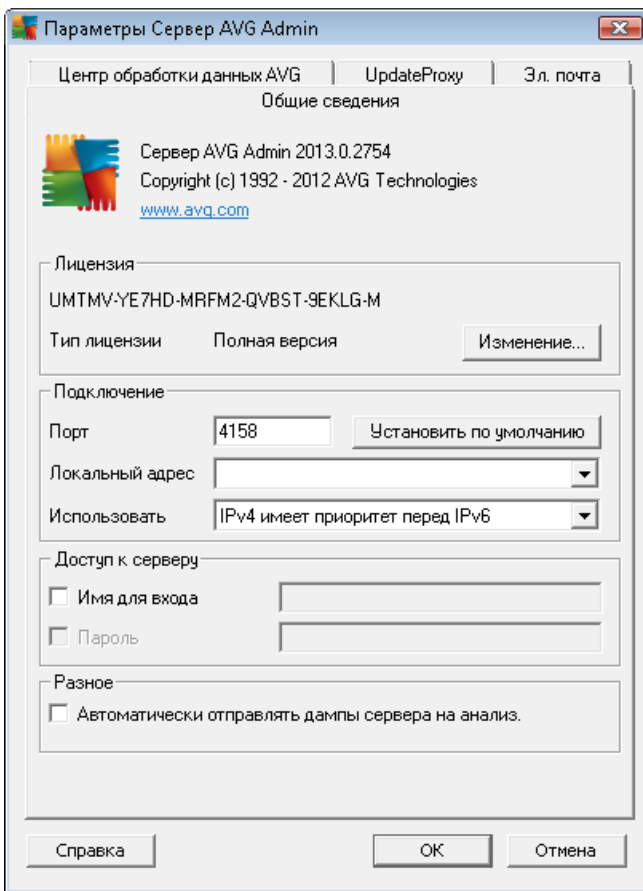 Параметры Сервер AVG Admin
Центр обработки данных AVG
UpdateProxy
Эл. почта
Общие сведения
Сервер AVG Admin 2013.0.2754
Copyright (c) 1992 - 2012 AVG Technologies
www.avg.com
Лицензия
UMTMV-YE7HD-MRFM2-QVBST-9EKLG-M
Тип лицензии Полная версия Изменение...
Подключение
Порт 4158 Установить по умолчанию
Локальный адрес
Использовать IPv4 имеет приоритет перед IPv6
Доступ к серверу
Имя для входа
Пароль
Разное
Автоматически отправлять дампы сервера на анализ.
Справка ОК Отмена